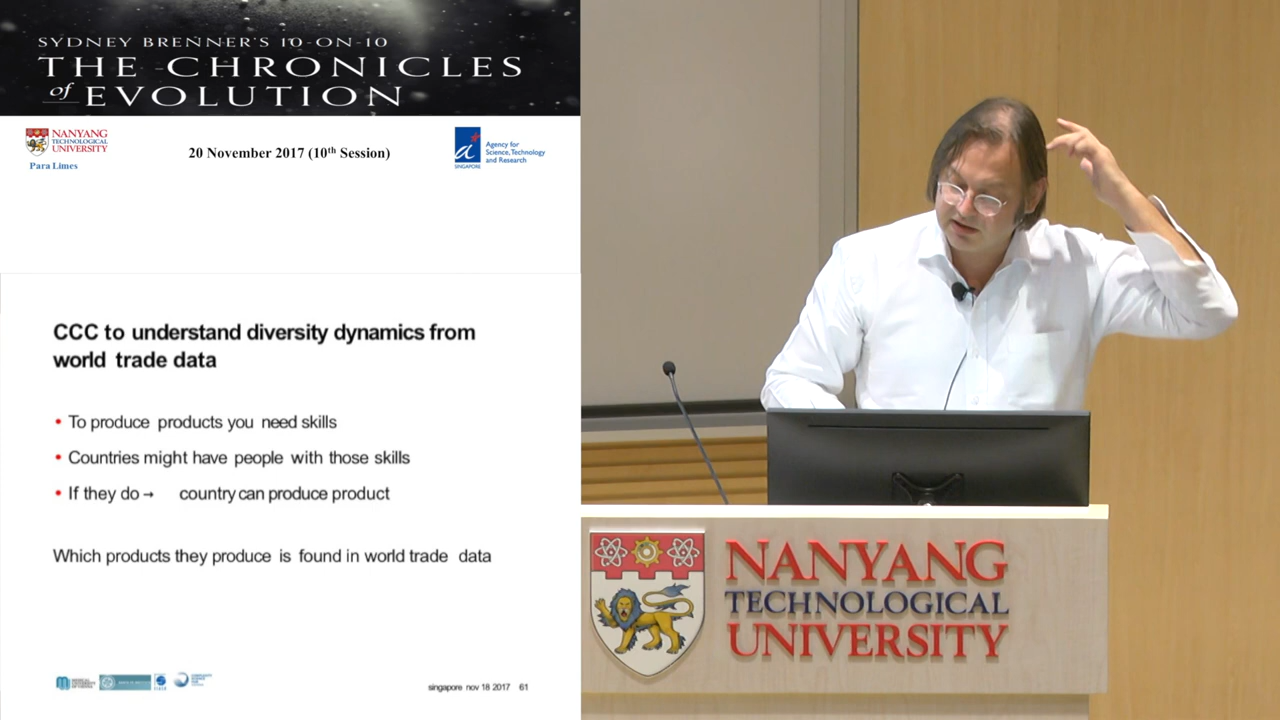 SYDNEY BRENNER'S 10-ON-10
THE CHRONICLES
of EVOLUTION
NANYANG
TECHNOLOGICAL
UNIVERSITY
Para Limes
20 November 2017 (10th Session)
SINGAPORE
Agency for
Science, Technology
and Research
CCC to understand diversity dynamics from
world trade data
• To produce products you need skills
• Countries might have people with those skills
• If they do → country can produce product
Which products they produce is found in world trade data
singapore nov 18 2017 61
NANYANG
TECHNOLOGICAL
UNIVERSITY